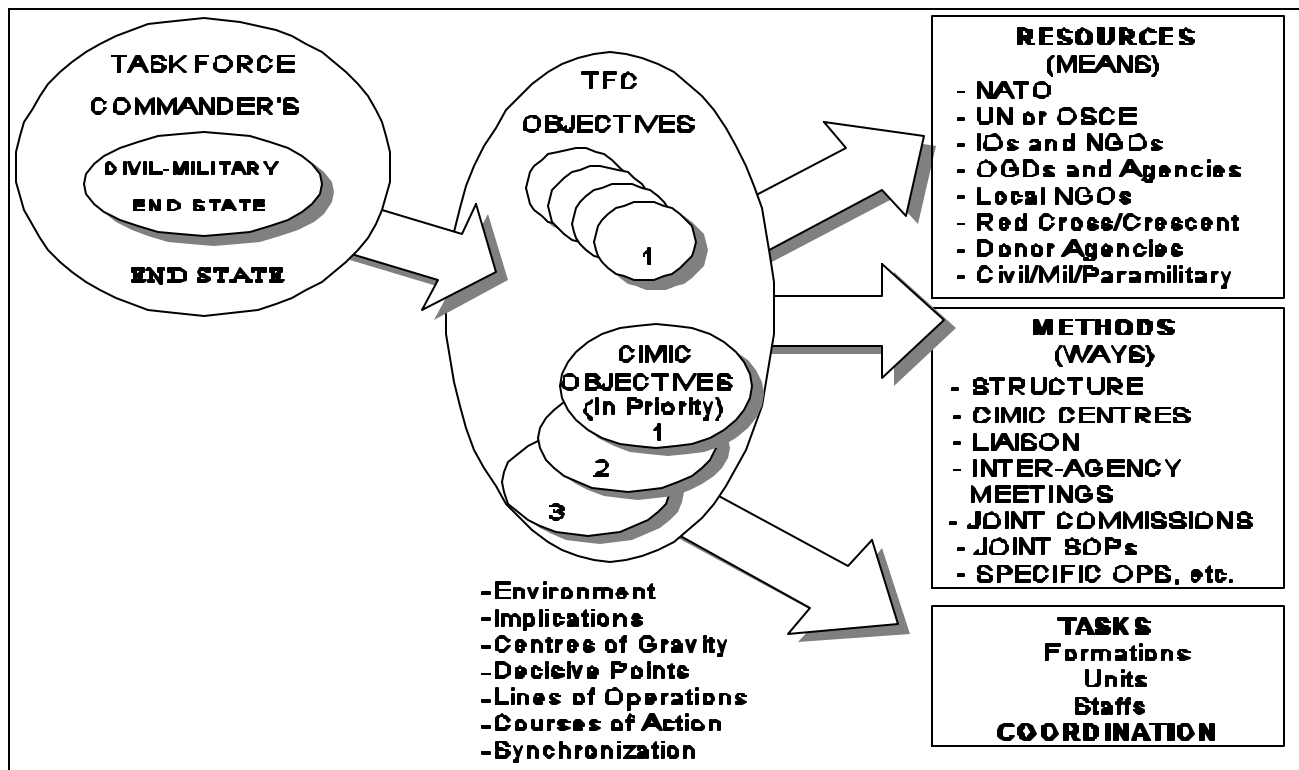 TASK FORCE
COMMANDER'S
CIVIL-MILITARY
END STATE
END STATE
TFC
OBJECTIVES
1
CIMIC
OBJECTIVES
(In Priority)
1
2
3
-Environment
-Implications
-Centres of Gravity
-Decisive Points
-Lines of Operations
-Courses of Action
-Synchronization
RESOURCES
(MEANS)
- NATO
- UN or OSCE
- IOs and NGOs
- OGDs and Agencies
- Local NGOs
- Red Cross/Crescent
- Donor Agencies
- Civil/Mil/Paramilitary
METHODS
(WAYS)
- STRUCTURE
- CIMIC CENTRES
- LIAISON
- INTER-AGENCY
MEETINGS
- JOINT COMMISSIONS
- JOINT SOPs
- SPECIFIC OPS, etc.
TASKS
Formations
Units
Staffs
COORDINATION